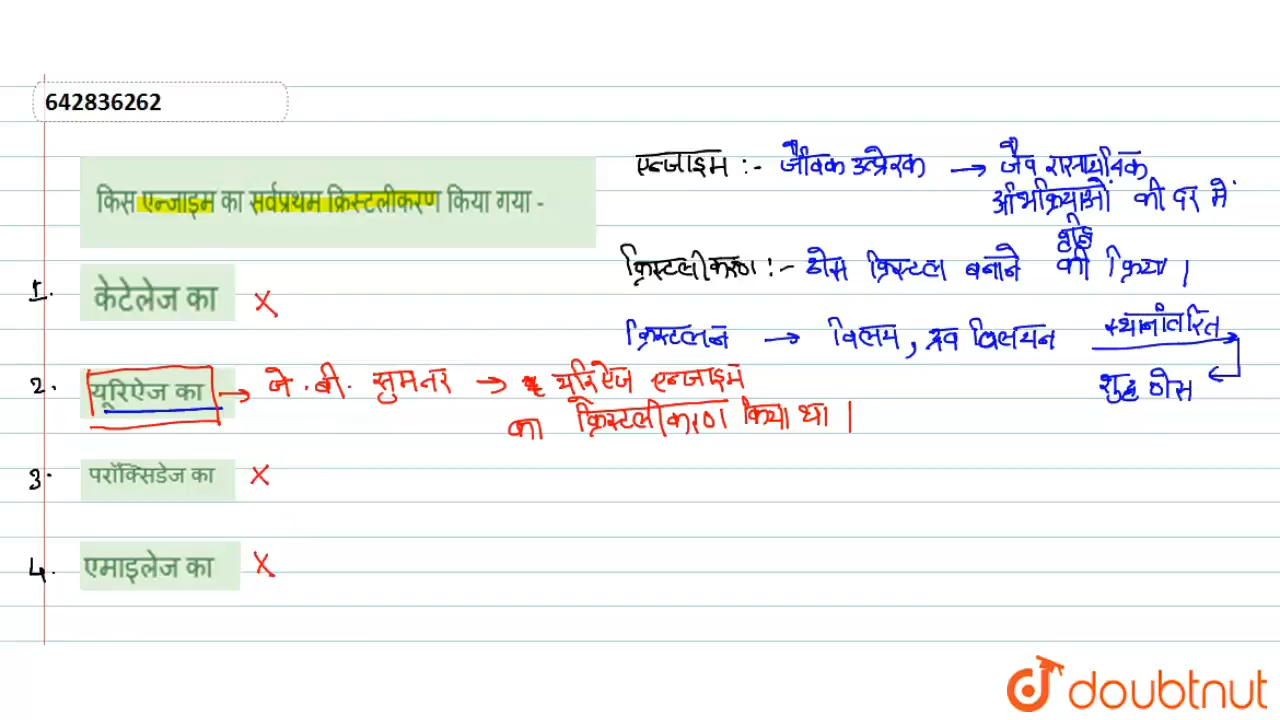 642836262
किस एन्जाइम का सर्वप्रथम क्रिस्टलीकरण किया गया -
1. केटेलेज का X
2. यूरिऐज का → जे. बी. सुमनर → यूरिऐज एन्जाइम
का क्रिस्टलीकरण किया था।
3. परॉक्सिडेज का X
4. एमाइलेज का X
एन्जाइम :- जैविक उत्प्रेरक → जैव रासायनिक
अभिक्रियाओं की दर में
वृद्धि
क्रिस्टलीकरण :- ठोस क्रिस्टल बनाने की क्रिया।
क्रिस्टलन → विलय, द्रव विलयन स्थानांतरित
शुद्ध ठोस
doubtnut